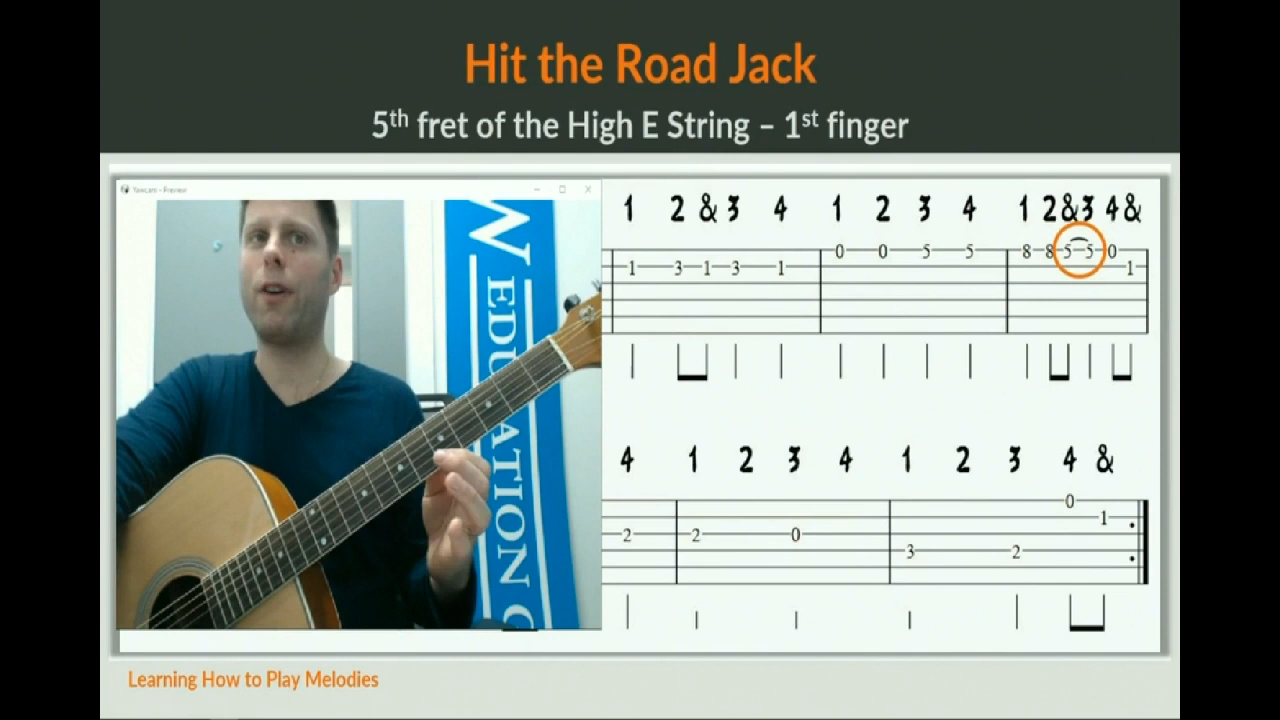 Hit the Road Jack
5th fret of the High E String – 1st finger
Yawcam - Preview
W EDUCATION
1 2 & 3 4 1 2 3 4 1 2 & 3 4 &
0 0 5 5 8 8 5 5 0
1 3 1 3 1 1
4 1 2 3 4 1 2 3 4 &
0
1
2 2 0
3 2
Learning How to Play Melodies